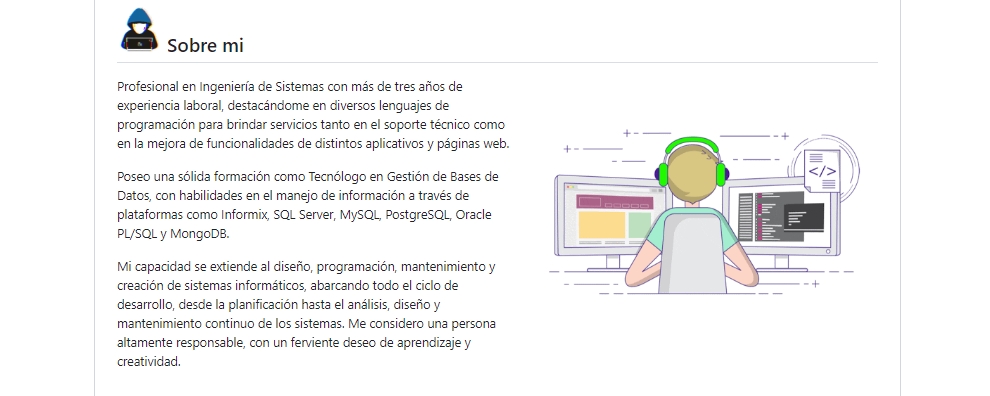 Sobre mi
Profesional en Ingeniería de Sistemas con más de tres años de
experiencia laboral, destacándome en diversos lenguajes de
programación para brindar servicios tanto en el soporte técnico como
en la mejora de funcionalidades de distintos aplicativos y páginas web.
Poseo una sólida formación como Tecnólogo en Gestión de Bases de
Datos, con habilidades en el manejo de información a través de
plataformas como Informix, SQL Server, MySQL, PostgreSQL, Oracle
PL/SQL y MongoDB.
Mi capacidad se extiende al diseño, programación, mantenimiento y
creación de sistemas informáticos, abarcando todo el ciclo de
desarrollo, desde la planificación hasta el análisis, diseño y
mantenimiento continuo de los sistemas. Me considero una persona
altamente responsable, con un ferviente deseo de aprendizaje y
creatividad.
</>